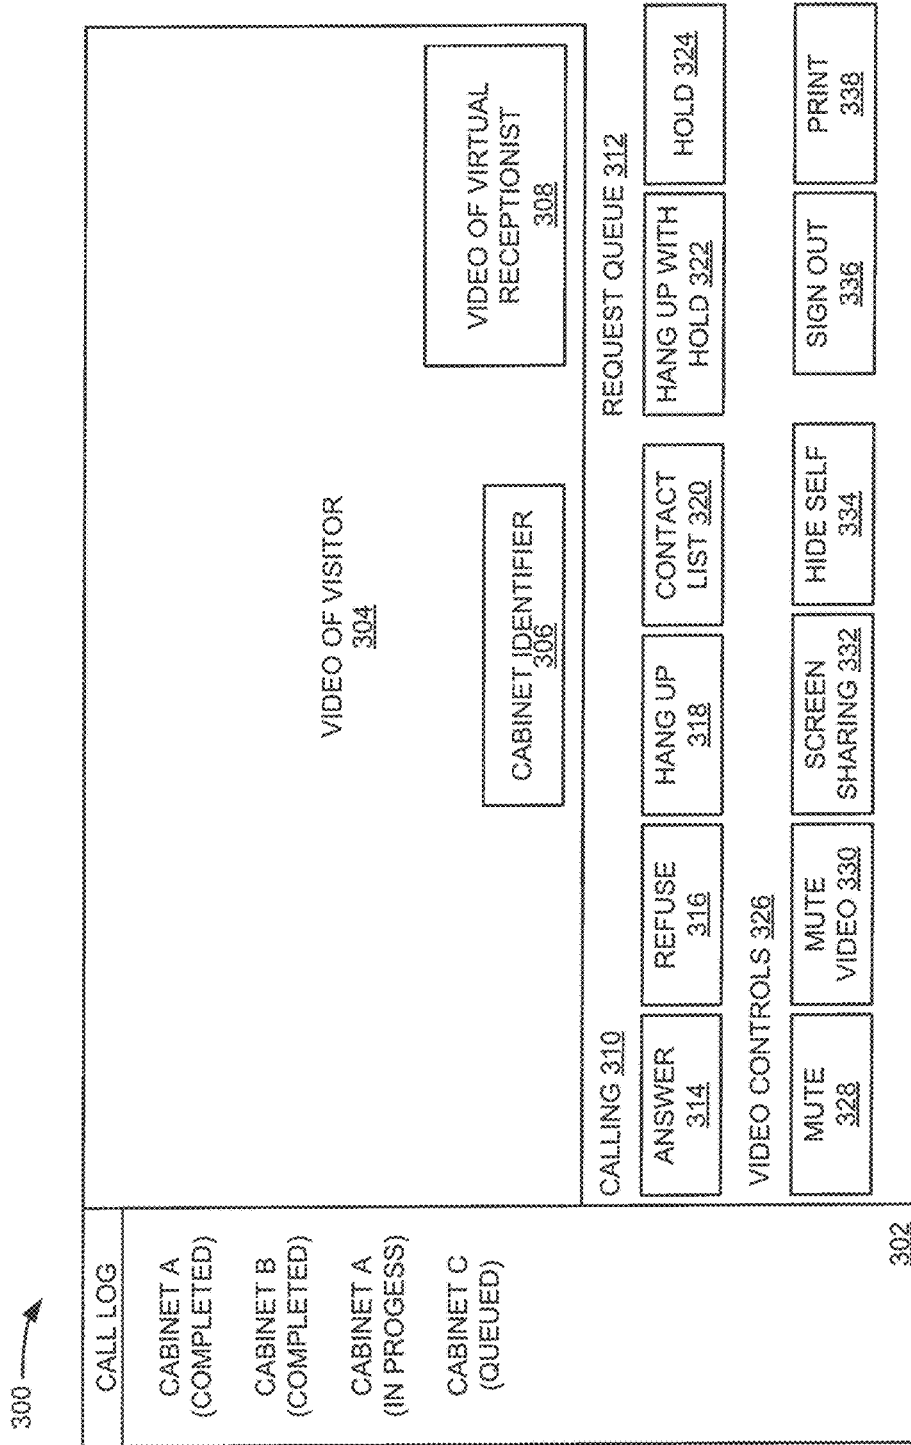 300
CALL LOG
CABINET A
(COMPLETED)
CABINET B
(COMPLETED)
CABINET A
(IN PROGESS)
CABINET C
(QUEUED)
302
VIDEO OF VISITOR
304
CABINET IDENTIFIER
306
VIDEO OF VIRTUAL
RECEPTIONIST
308
CALLING 310
REQUEST QUEUE 312
ANSWER
314
REFUSE
316
HANG UP
318
CONTACT
LIST 320
HANG UP WITH
HOLD 322
HOLD 324
VIDEO CONTROLS 326
MUTE
328
MUTE
VIDEO 330
SCREEN
SHARING 332
HIDE SELF
334
SIGN OUT
336
PRINT
338